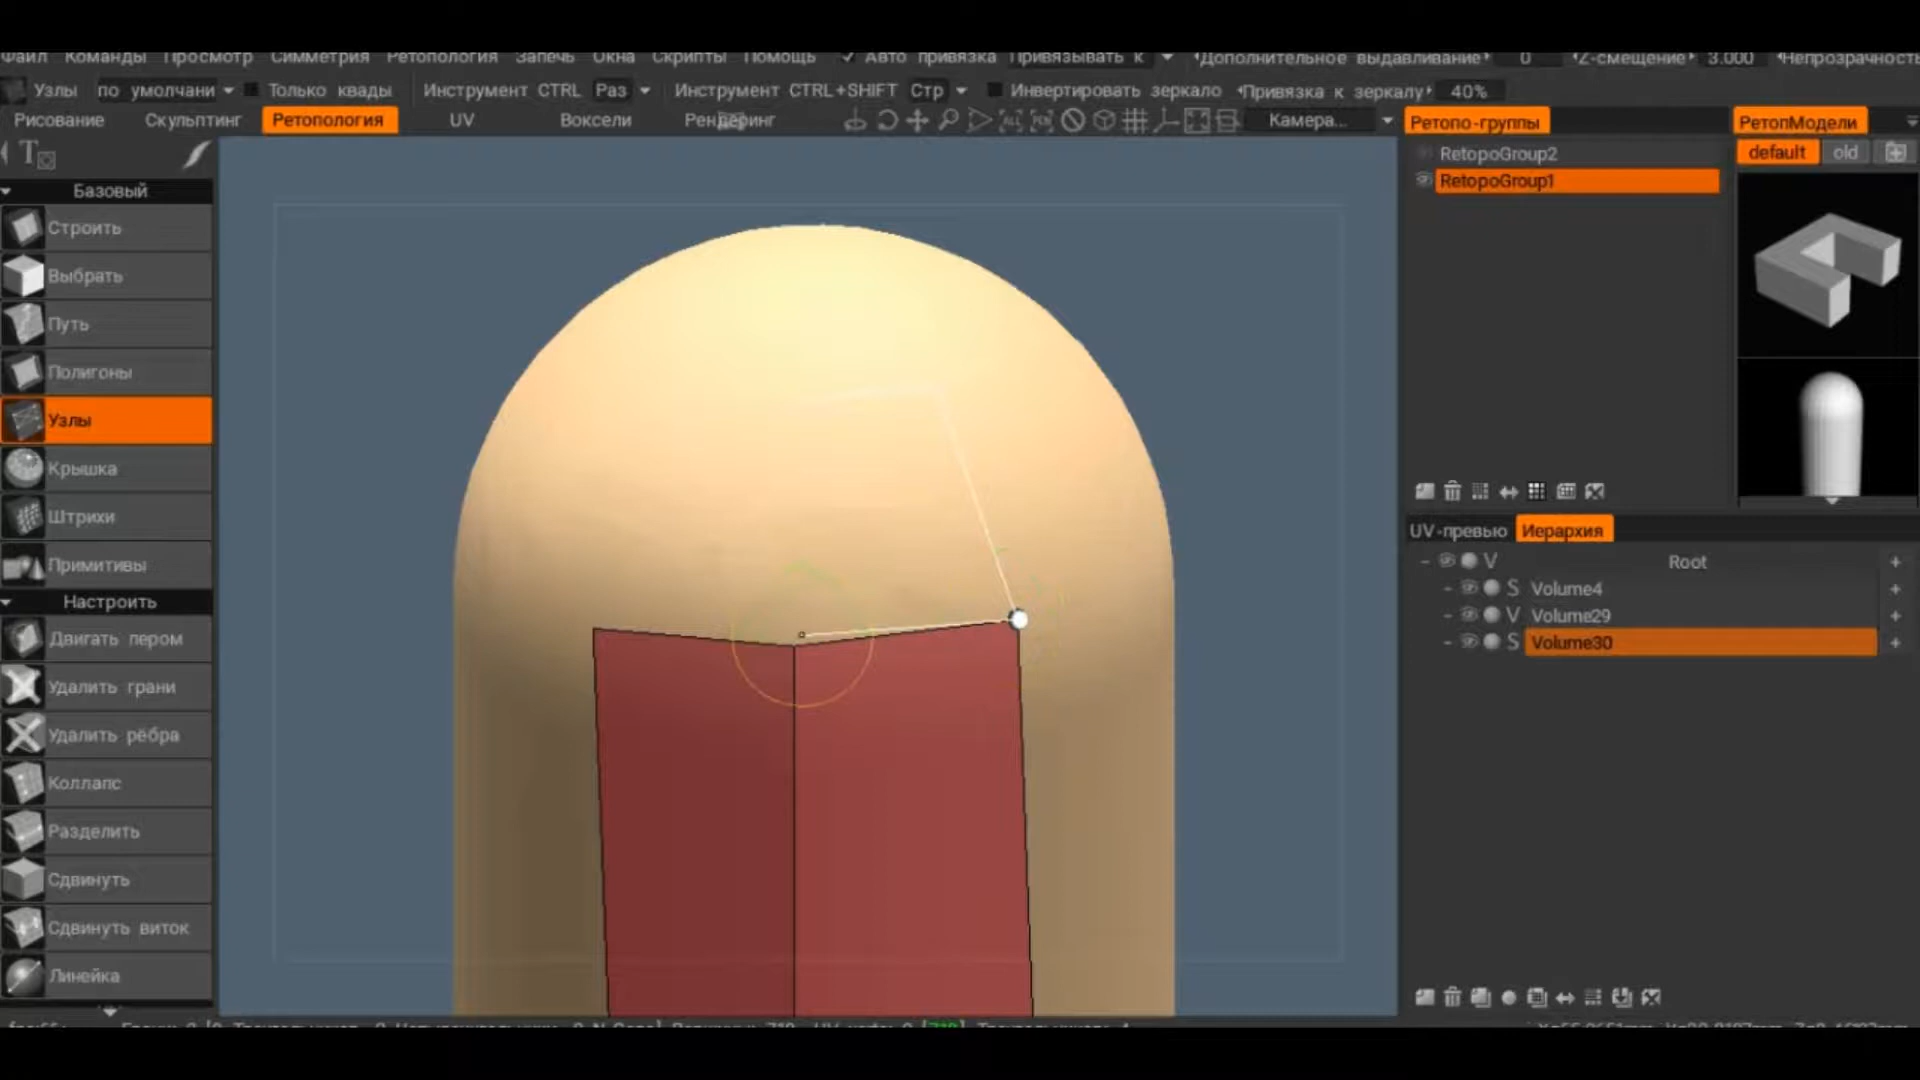 Файл Команды Просмотр Симметрия Ретопология Запечь Окна Скрипты Помощь Авто привязка Привязывать к Дополнительное выдавливание 0 Z-смещение 3.000 Непрозрачность
Узлы по умолчани Только квады Инструмент CTRL Раз Инструмент CTRL+SHIFT Стр Инвертировать зеркало Привязка к зеркалу 40%
Рисование Скульптинг Ретопология UV Воксели Рендеринг Камера...
Ретопо-группы
РетопМодели
RetopoGroup2
RetopoGroup1
default old
Базовый
Строить
Выбрать
Путь
Полигоны
Узлы
Крышка
Штрихи
Примитивы
Настроить
Двигать пером
Удалить грани
Удалить рёбра
Коллапс
Разделить
Сдвинуть
Сдвинуть виток
Линейка
UV-превью Иерархия
V Root +
S Volume4 +
V Volume29 +
S Volume30 +